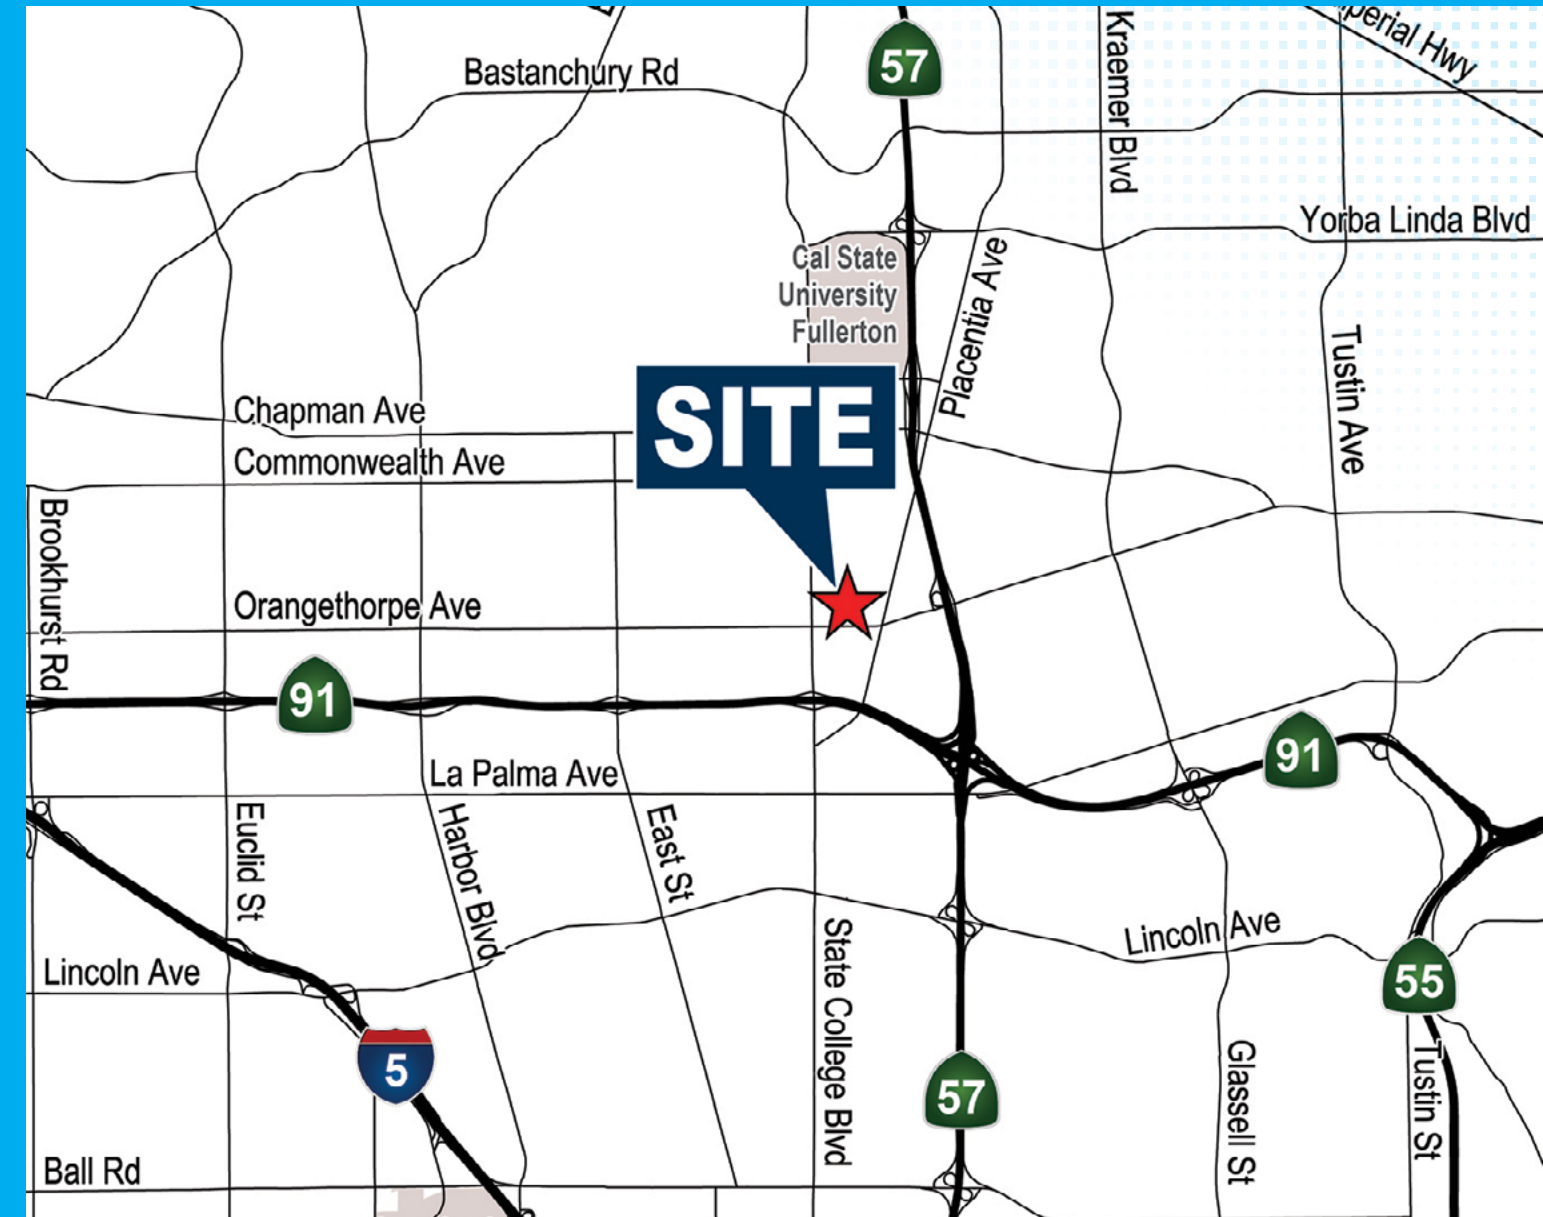 Bastanchury Rd
57
Kraemer Blvd
perial Hwy
Yorba Linda Blvd
Cal State
University
Fullerton
Placentia Ave
SITE
Tustin Ave
Chapman Ave
Commonwealth Ave
Brookhurst Rd
Orangethorpe Ave
91
91
La Palma Ave
Euclid St
Harbor Blvd
East St
State College Blvd
Lincoln Ave
Lincoln Ave
55
5
57
Glassell St
Tustin St
Ball Rd